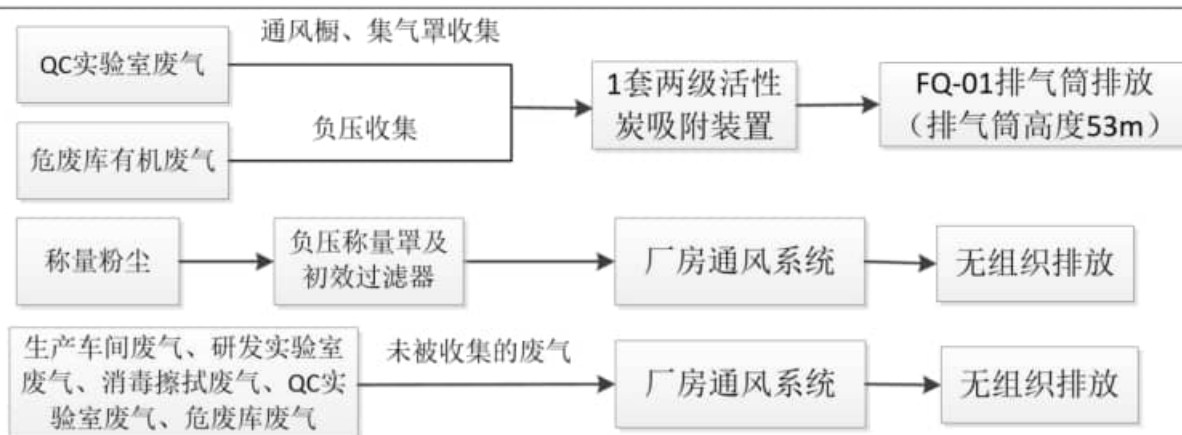 通风橱、集气罩收集
QC实验室废气
1套两级活性
炭吸附装置
FQ-01排气筒排放
（排气筒高度53m）
负压收集
危废库有机废气
称量粉尘
负压称量罩及
初效过滤器
厂房通风系统
无组织排放
生产车间废气、研发实验室
废气、消毒擦拭废气、QC实
验室废气、危废库废气
未被收集的废气
厂房通风系统
无组织排放